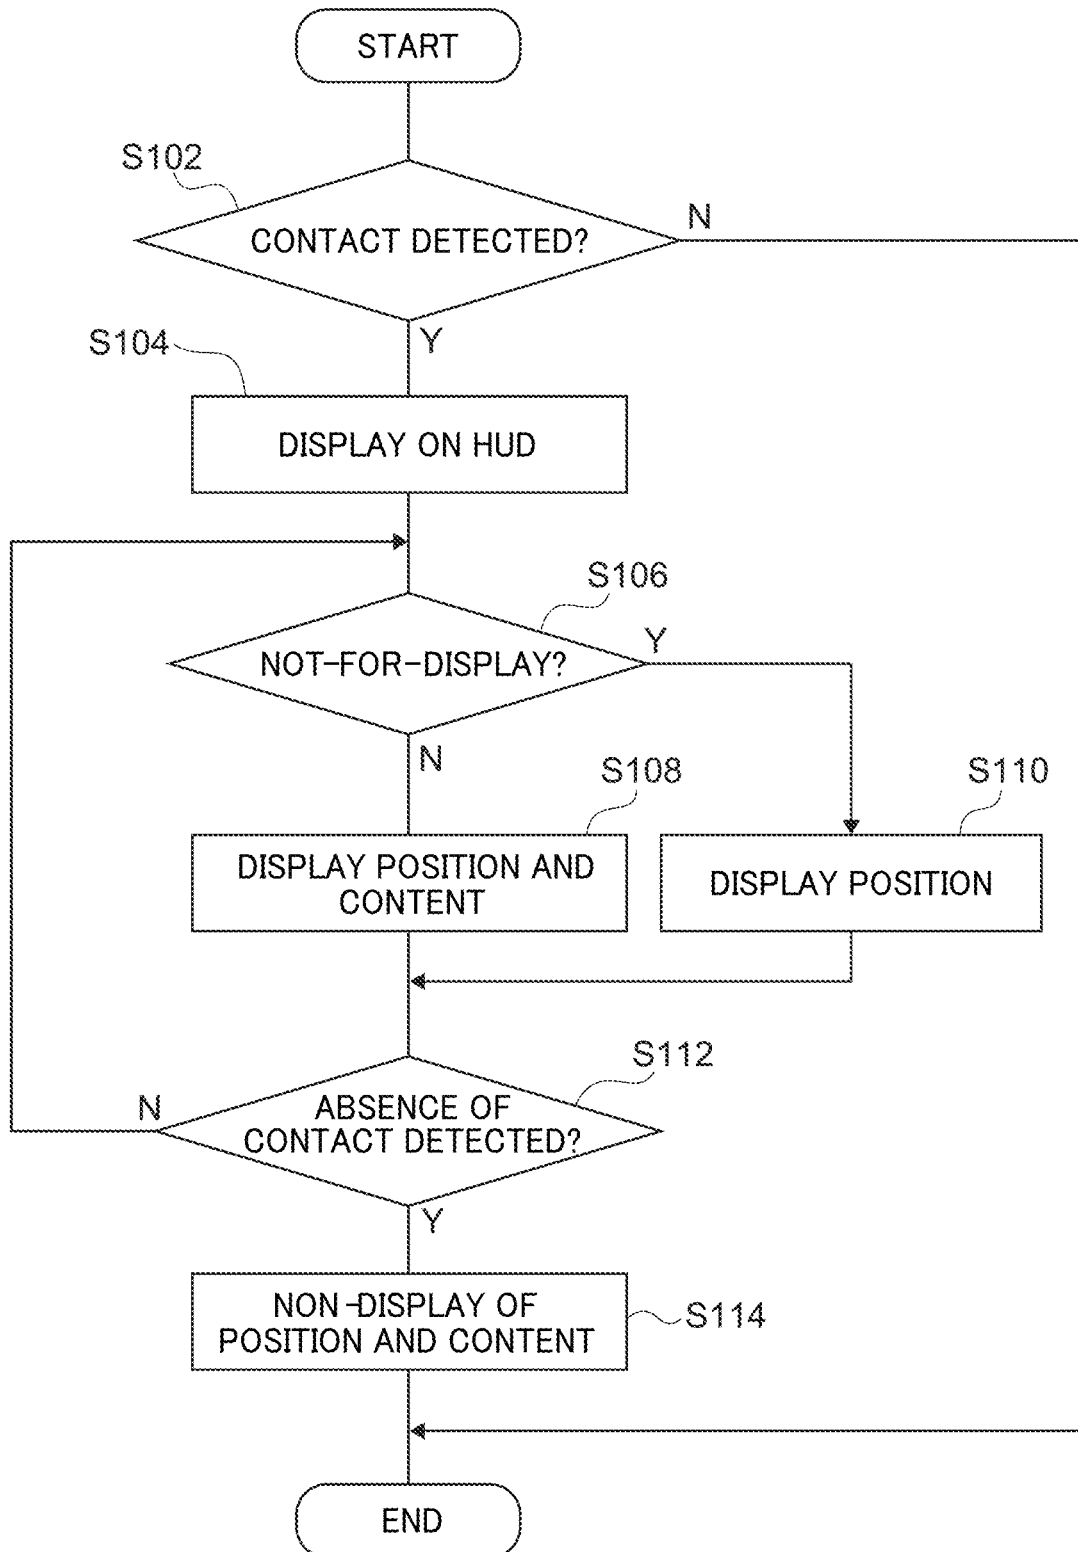 START
S102
CONTACT DETECTED?
N
Y
S104
DISPLAY ON HUD
S106
NOT-FOR-DISPLAY?
Y
N
S108
S110
DISPLAY POSITION AND
CONTENT
DISPLAY POSITION
S112
N
ABSENCE OF
CONTACT DETECTED?
Y
NON-DISPLAY OF
POSITION AND CONTENT
S114
END